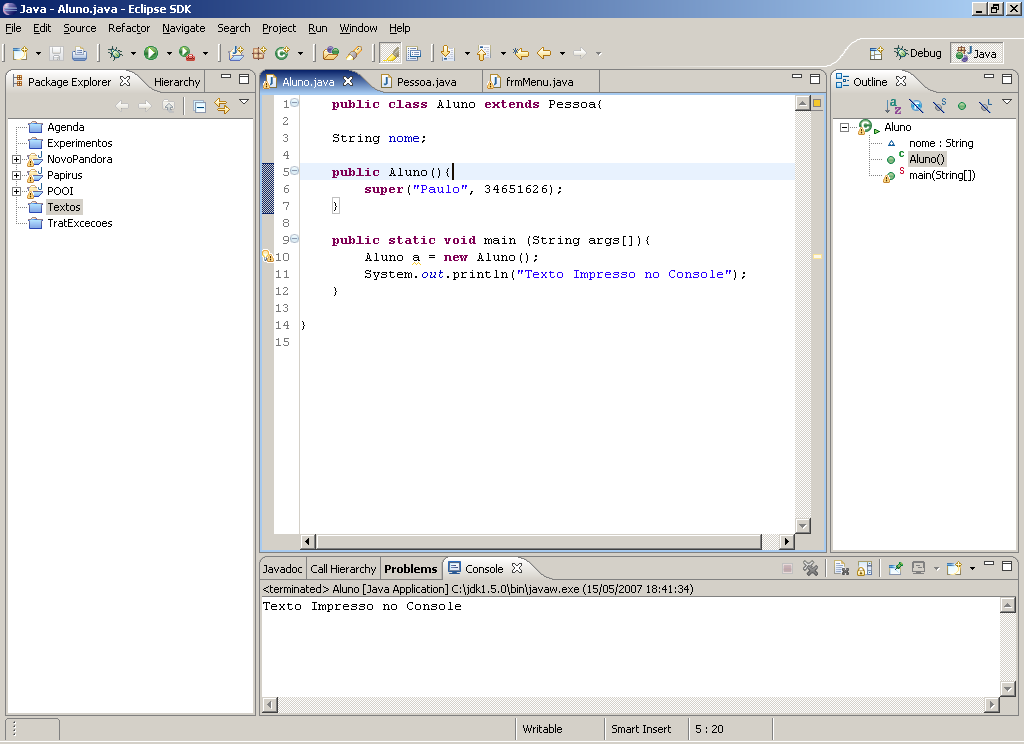 Java - Aluno.java - Eclipse SDK
File Edit Source Refactor Navigate Search Project Run Window Help
Debug Java
Package Explorer Hierarchy
Agenda
Experimentos
NovoPandora
Papirus
POOI
Textos
TratExcecoes
Aluno.java Pessoa.java frmMenu.java
1 public class Aluno extends Pessoa{
2
3 String nome;
4
5 public Aluno(){
6 super("Paulo", 34651626);
7 }
8
9 public static void main (String args[]){
10 Aluno a = new Aluno();
11 System.out.println("Texto Impresso no Console");
12 }
13
14 }
15
Outline
Aluno
nome : String
Aluno()
main(String[])
Javadoc Call Hierarchy Problems Console
<terminated> Aluno [Java Application] C:\jdk1.5.0\bin\javaw.exe (15/05/2007 18:41:34)
Texto Impresso no Console
Writable Smart Insert 5 : 20